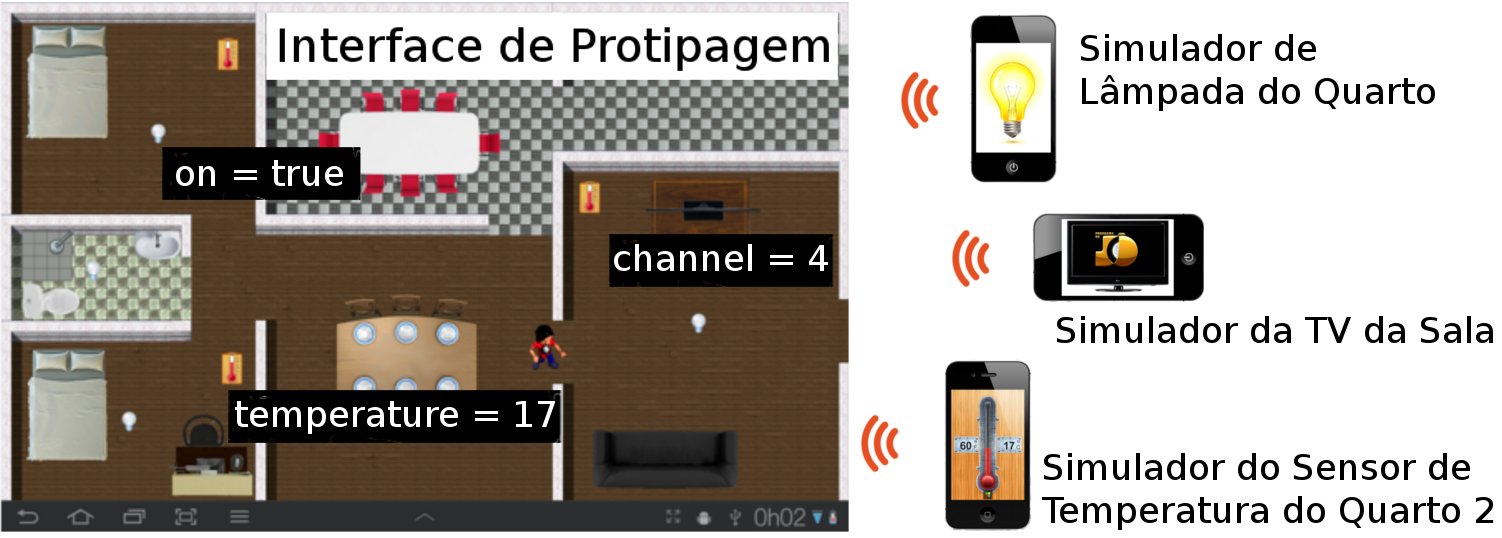 Interface de Protipagem
on = true
channel = 4
temperature = 17
0h02
Simulador de
Lâmpada do Quarto
Simulador da TV da Sala
60
17
Simulador do Sensor de
Temperatura do Quarto 2